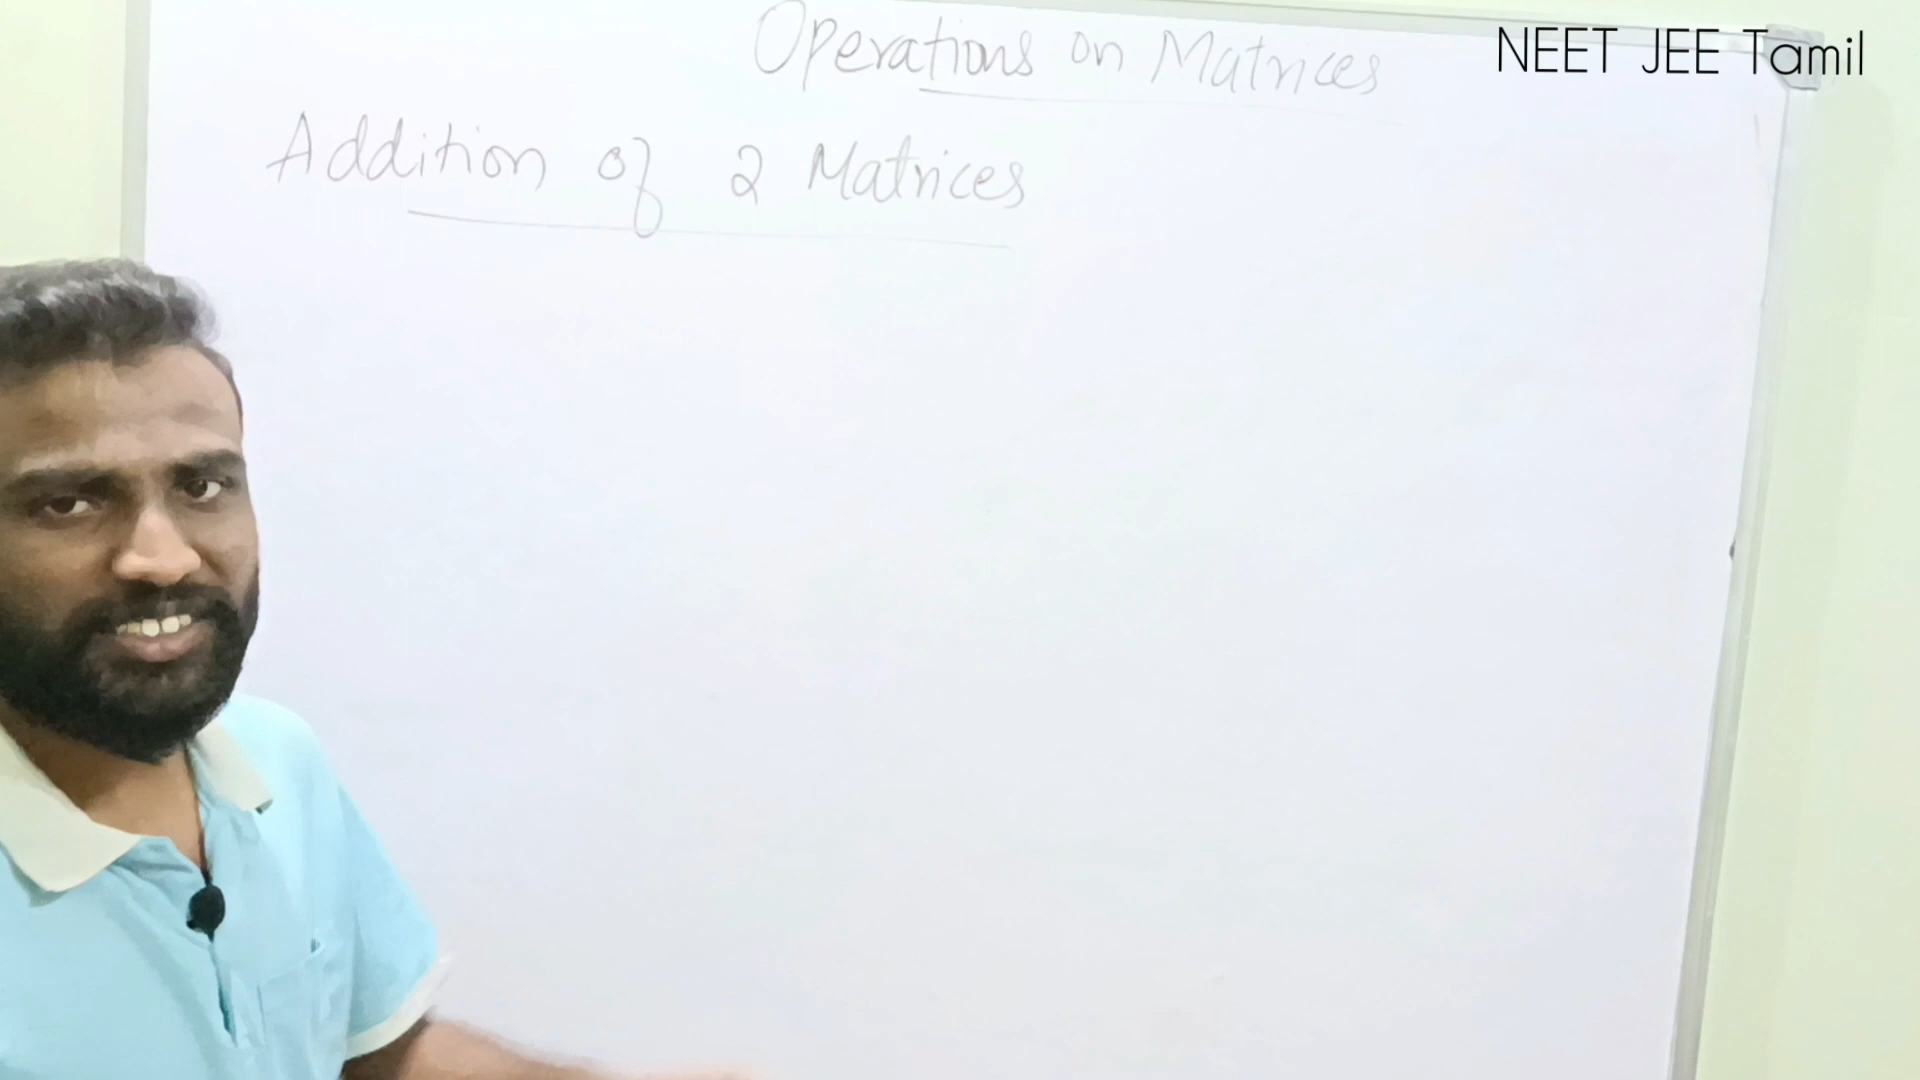 Operations on Matrices
NEET JEE Tamil
Addition of 2 Matrices